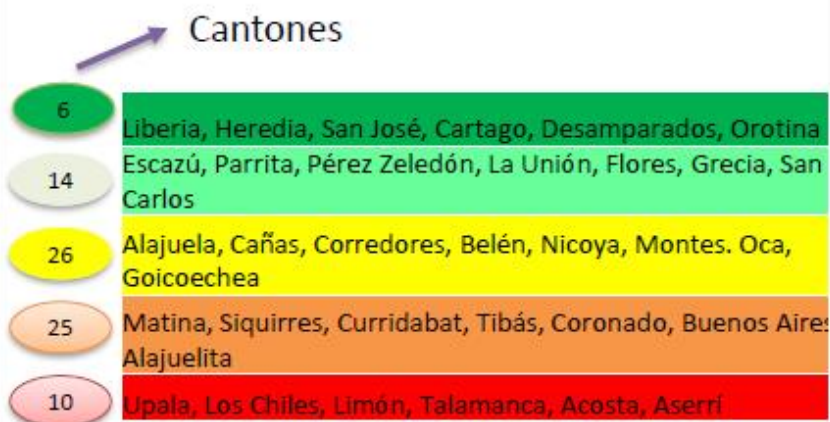 Cantones
6
Liberia, Heredia, San José, Cartago, Desamparados, Orotina
14
Escazú, Parrita, Pérez Zeledón, La Unión, Flores, Grecia, San
Carlos
26
Alajuela, Cañas, Corredores, Belén, Nicoya, Montes. Oca,
Goicoechea
25
Matina, Siquirres, Curridabat, Tibás, Coronado, Buenos Aires
Alajuelita
10
Upala, Los Chiles, Limón, Talamanca, Acosta, Aserrí